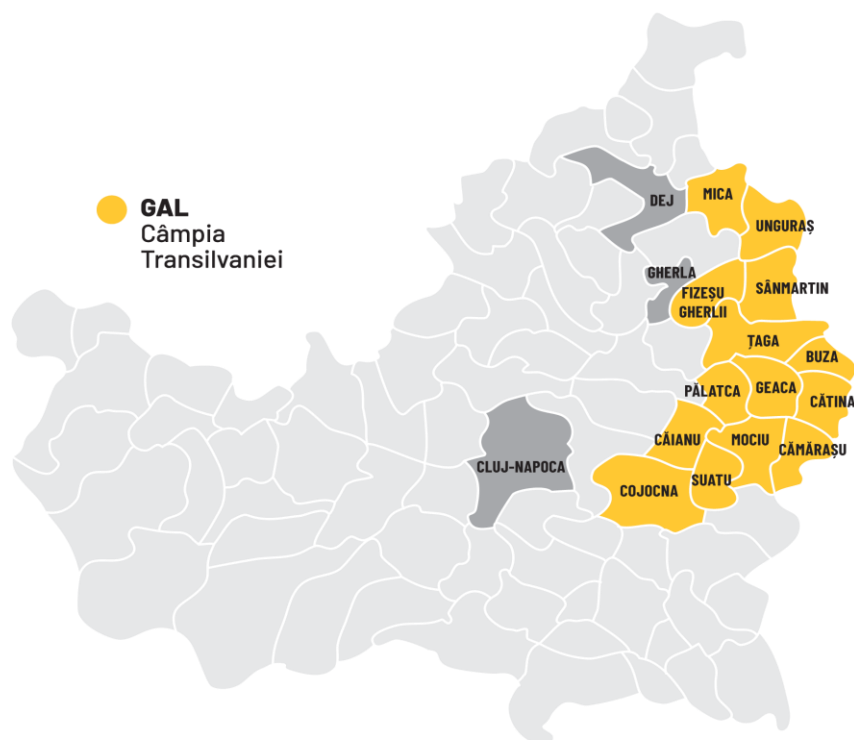 GAL
Câmpia
Transilvaniei
DEJ
MICA
UNGURAȘ
GHERLA
FIZEȘU
GHERLII
SÂNMARTIN
ȚAGA
BUZA
PĂLATCA
GEACA
CĂTINA
CĂIANU
MOCIU
CĂMĂRAȘU
CLUJ-NAPOCA
SUATU
COJOCNA